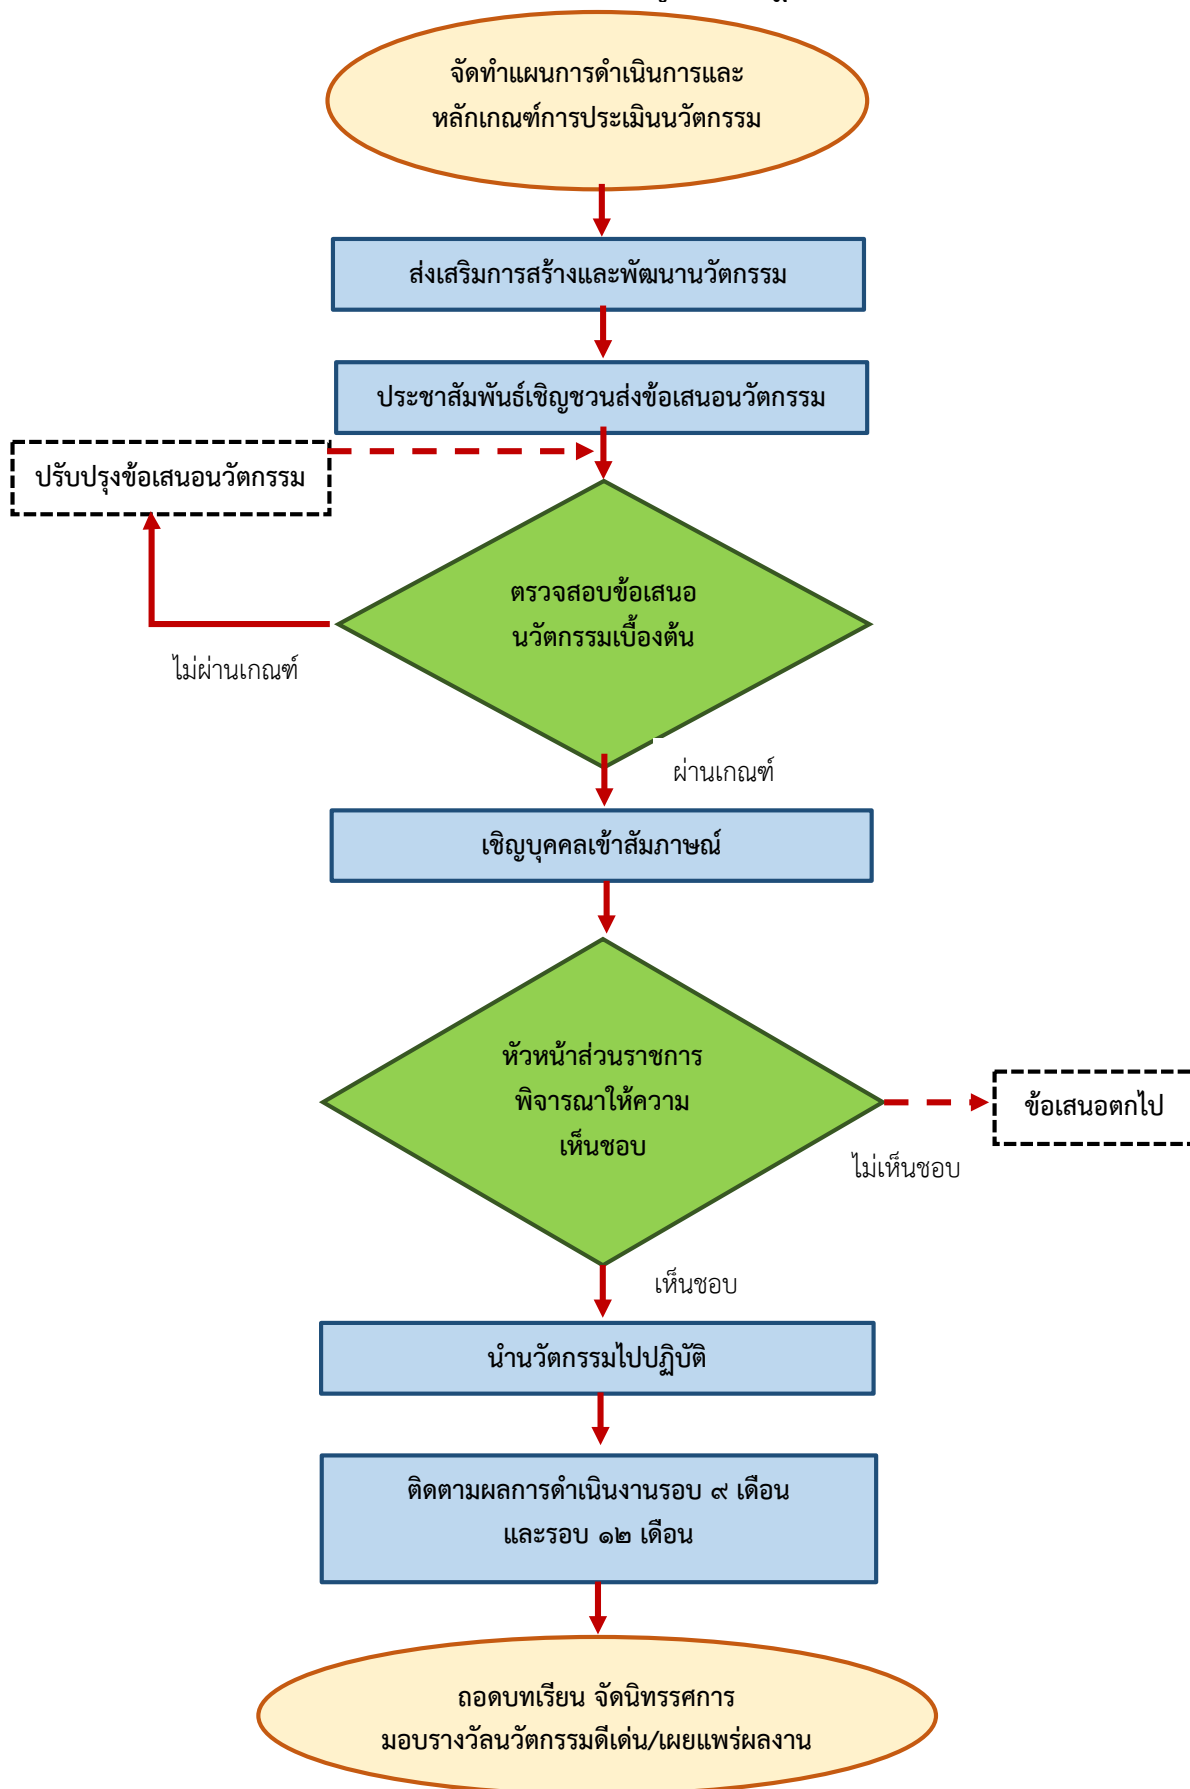 จัดทำแผนการดำเนินการและ
หลักเกณฑ์การประเมินนวัตกรรม
ส่งเสริมการสร้างและพัฒนานวัตกรรม
ประชาสัมพันธ์เชิญชวนส่งข้อเสนอนวัตกรรม
ปรับปรุงข้อเสนอนวัตกรรม
ตรวจสอบข้อเสนอ
นวัตกรรมเบื้องต้น
ไม่ผ่านเกณฑ์
ผ่านเกณฑ์
เชิญบุคคลเข้าสัมภาษณ์
หัวหน้าส่วนราชการ
พิจารณาให้ความ
เห็นชอบ
ข้อเสนอตกไป
ไม่เห็นชอบ
เห็นชอบ
นำนวัตกรรมไปปฏิบัติ
ติดตามผลการดำเนินงานรอบ ๙ เดือน
และรอบ ๑๒ เดือน
ถอดบทเรียน จัดนิทรรศการ
มอบรางวัลนวัตกรรมดีเด่น/เผยแพร่ผลงาน